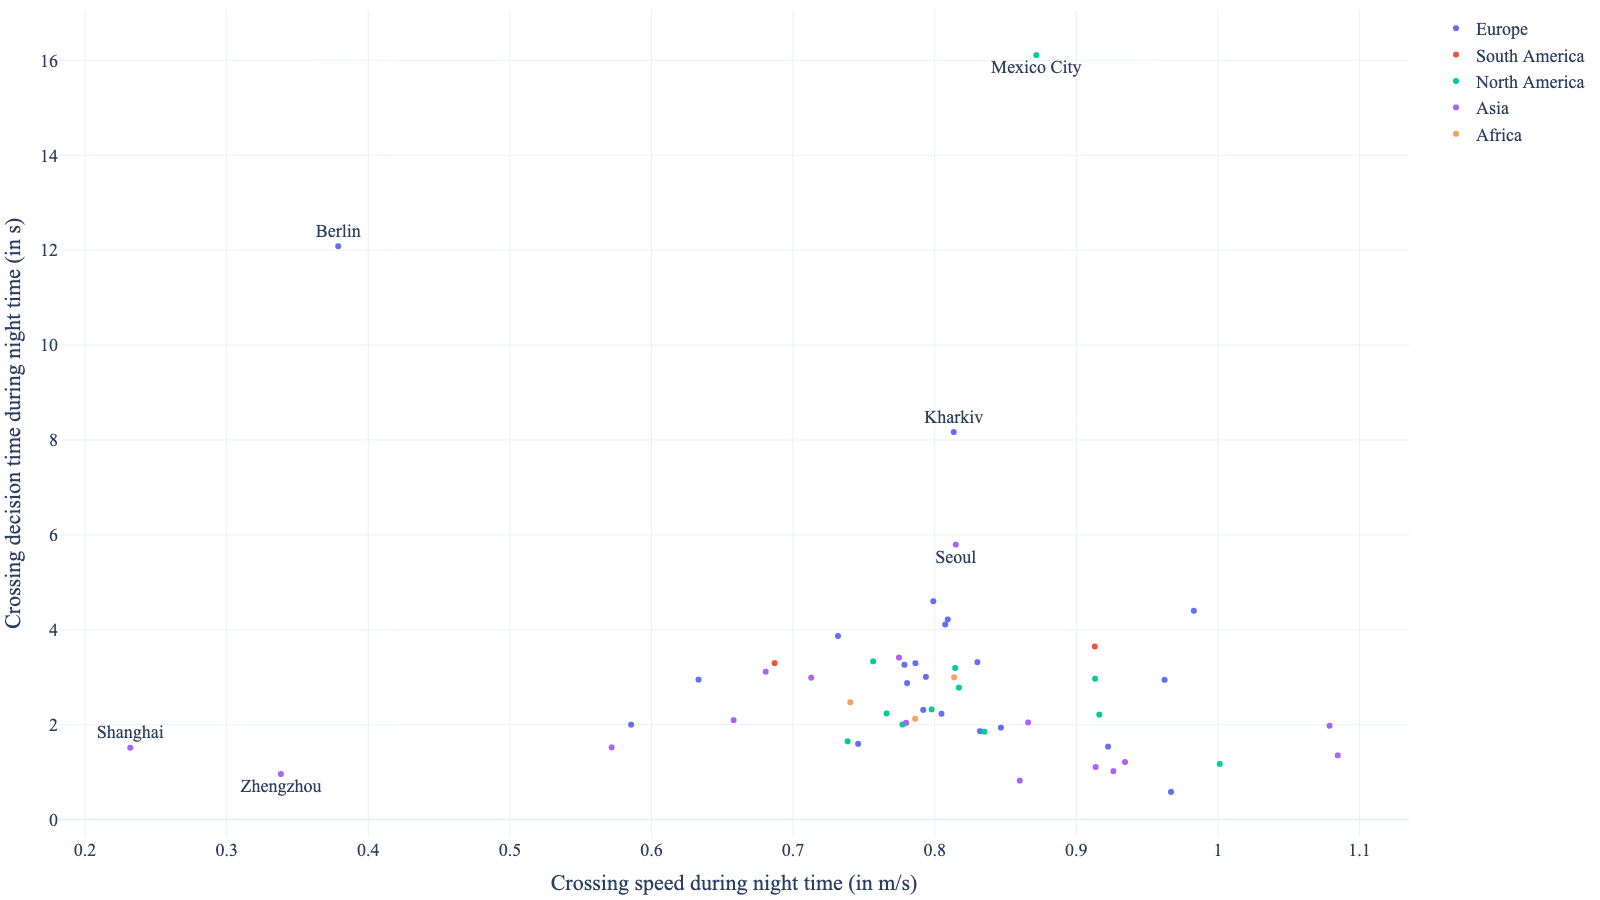 Europe
South America
North America
Asia
Africa
Mexico City
Berlin
Kharkiv
Seoul
Shanghai
Zhengzhou
16
14
12
10
8
6
4
2
0
0.2 0.3 0.4 0.5 0.6 0.7 0.8 0.9 1 1.1
Crossing speed during night time (in m/s)
Crossing decision time during night time (in s)